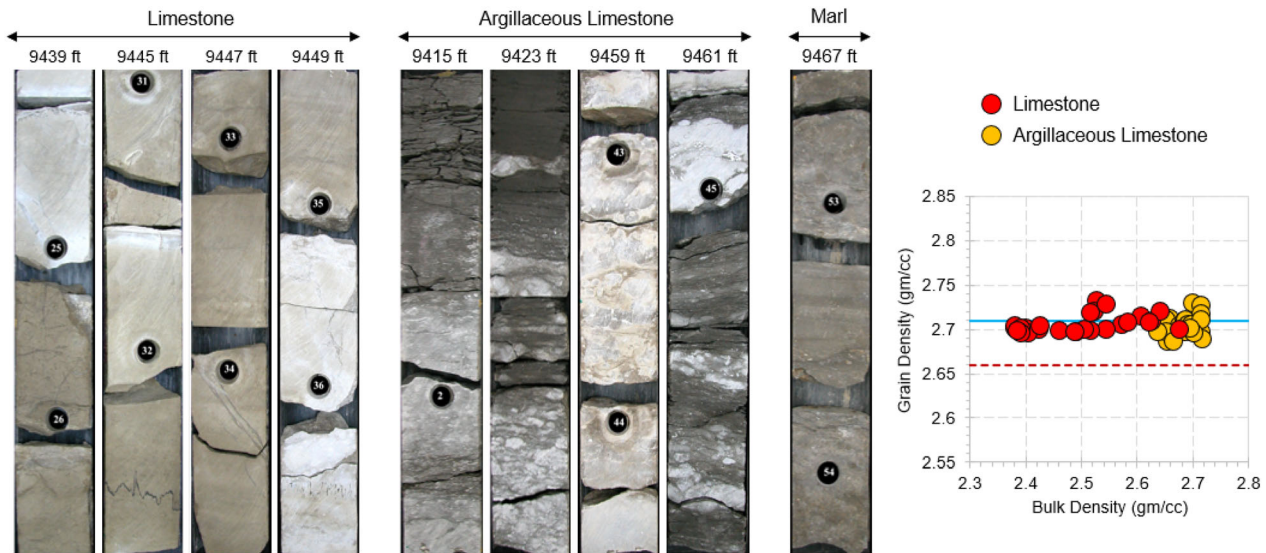 Limestone
Argillaceous Limestone
Marl
9439 ft
9445 ft
9447 ft
9449 ft
9415 ft
9423 ft
9459 ft
9461 ft
9467 ft
31
33
35
25
32
34
36
26
43
45
2
44
53
54
Limestone
Argillaceous Limestone
2.85
2.8
2.75
2.7
2.65
2.6
2.55
Grain Density (gm/cc)
2.3
2.4
2.5
2.6
2.7
2.8
Bulk Density (gm/cc)